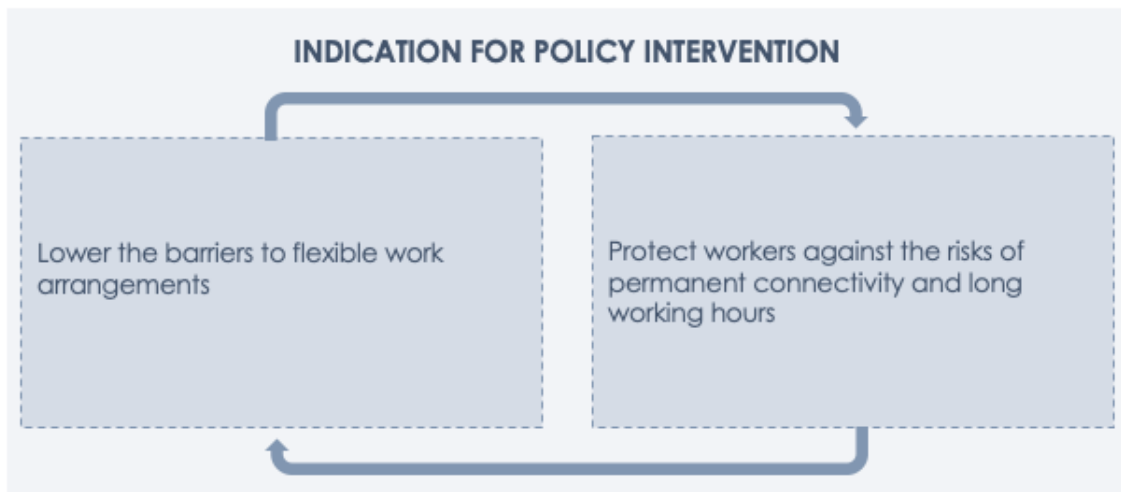 INDICATION FOR POLICY INTERVENTION
Lower the barriers to flexible work
arrangements
Protect workers against the risks of
permanent connectivity and long
working hours